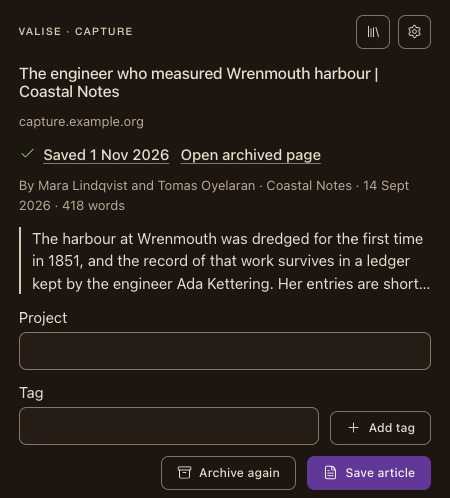 VALISE · CAPTURE
The engineer who measured Wrenmouth harbour |
Coastal Notes
capture.example.org
Saved 1 Nov 2026 Open archived page
By Mara Lindqvist and Tomas Oyelaran · Coastal Notes · 14 Sept
2026 · 418 words
The harbour at Wrenmouth was dredged for the first time
in 1851, and the record of that work survives in a ledger
kept by the engineer Ada Kettering. Her entries are short...
Project
Tag
Add tag
Archive again
Save article